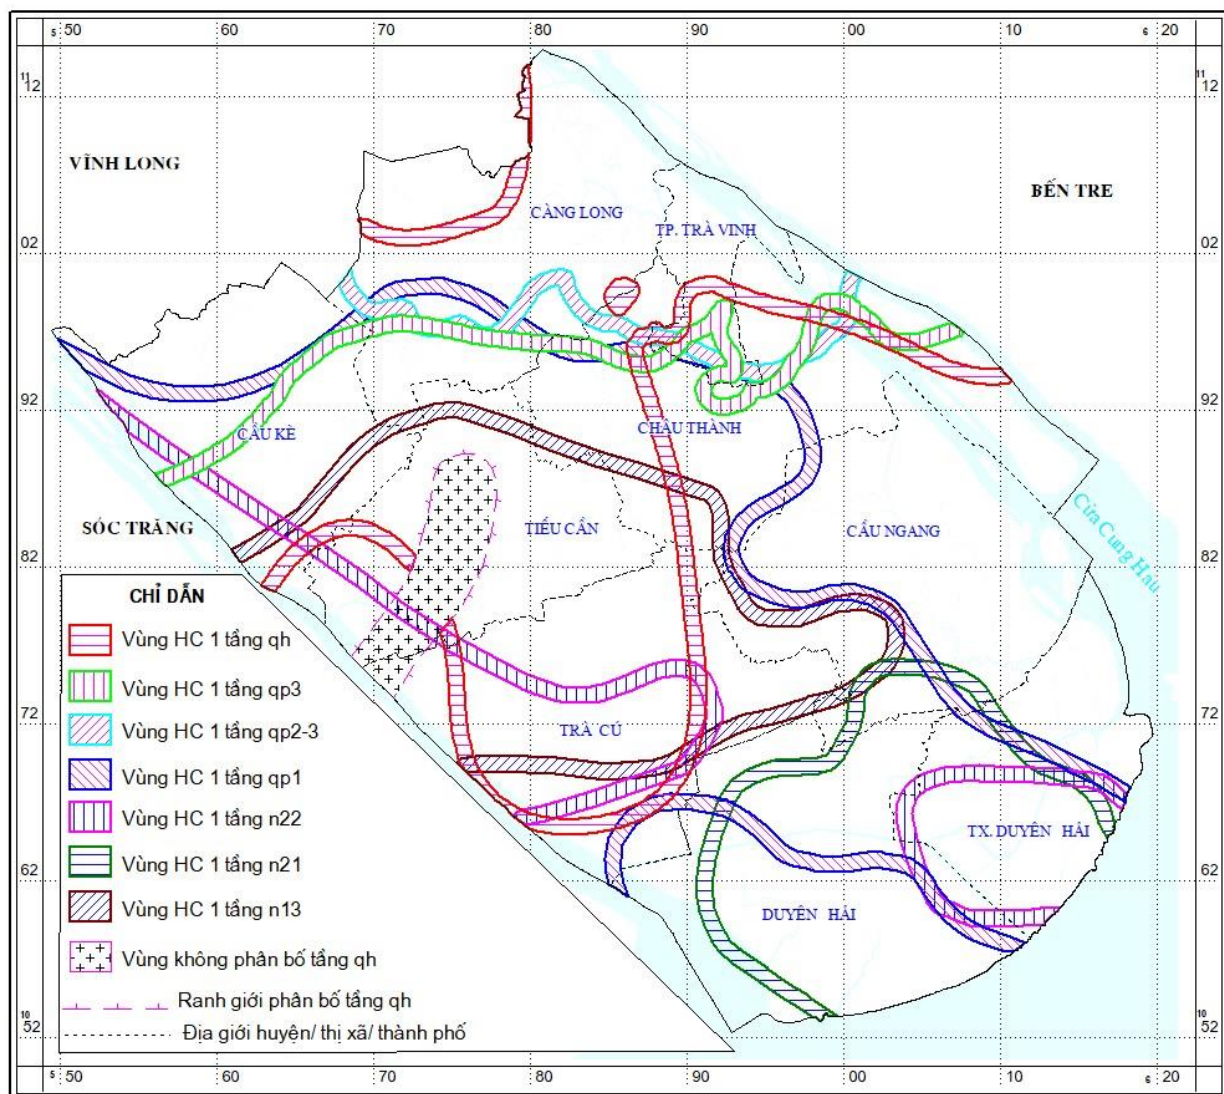 5 50 60 70 80 90 00 10 6 20
11 12
11 12
VĨNH LONG
BẾN TRE
CÀNG LONG
TP. TRÀ VINH
02
02
92
92
CẦU KÈ
CHÂU THÀNH
SÓC TRĂNG
TIỂU CẦN
CẦU NGANG
Cửa Cung Hầu
82
82
CHỈ DẪN
Vùng HC 1 tầng qh
Vùng HC 1 tầng qp3
Vùng HC 1 tầng qp2-3
Vùng HC 1 tầng qp1
Vùng HC 1 tầng n22
Vùng HC 1 tầng n21
Vùng HC 1 tầng n13
Vùng không phân bố tầng qh
Ranh giới phân bố tầng qh
Địa giới huyện/ thị xã/ thành phố
72
72
TRÀ CÚ
TX. DUYÊN HẢI
62
62
DUYÊN HẢI
10 52
10 52
5 50 60 70 80 90 00 10 6 20